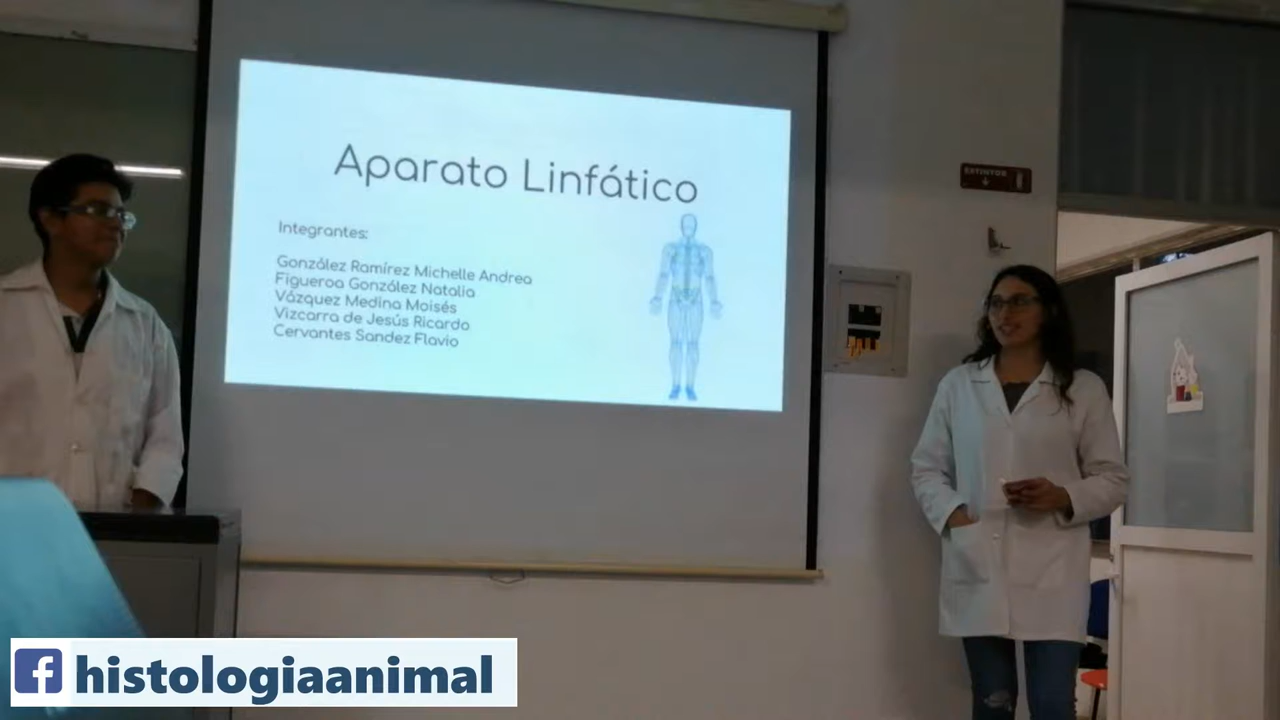 Aparato Linfático
Integrantes:
González Ramírez Michelle Andrea
Figueroa González Natalia
Vázquez Medina Moisés
Vizcarra de Jesús Ricardo
Cervantes Sandez Flavio
EXTINTOR
histologiaanimal